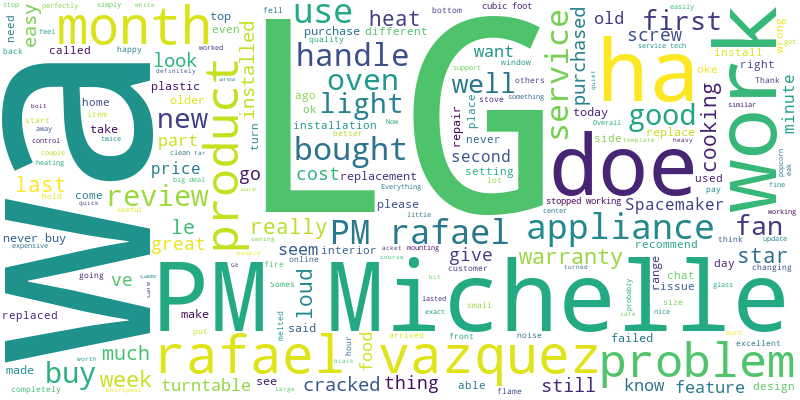 stop
perfectly
simply
white
need
easy
feel
back
month
called
happy
top
even
worked
fell
use
bottom
cubic foot
purchase
heat
different
quality
service
old
first
easily
service tech
screw
wrong
install
got
LG
Wa
ha
work
doe
product
installed
look
plastic
older
new
part
price
last
review
le
great
ve
home
item
take
start
away
control
twice
couple
heating
hold
come
quick
useful
clean
far
big deal
turn
go
sure
handle
oven
light
ago
ok
installation
better
bought
cost
replacement
Now
Everything
please
well
want
window
others
something
support
quiet
stove
place
repair
never
second
setting
lot
purchased
good
today
side
replace
Overall
template
heavy
stopped working
Spacemaker
cooking
used
pay
oke
right
Thank
similar
minute
popcorn
fine
working
never buy
expensive
going
replaced
made
completely
worth
buy
much
week
make
put
really
seem
interior
online
fire
loud
said
melted
PM rafael
PM Michelle
rafael vazquez
appliance
give
customer
warranty
little
center
mounting
course
owning
people
bit
turned
lasted
exact
small
front
noise
recommend
range
chat
issue
size
nice
safe
probably
glass
day
star
fan
think
update
changing
failed
problem
excellent
turntable
see
Large
cracked
hour
black
food
thing
arrived
able
flame
still
know
feature
design